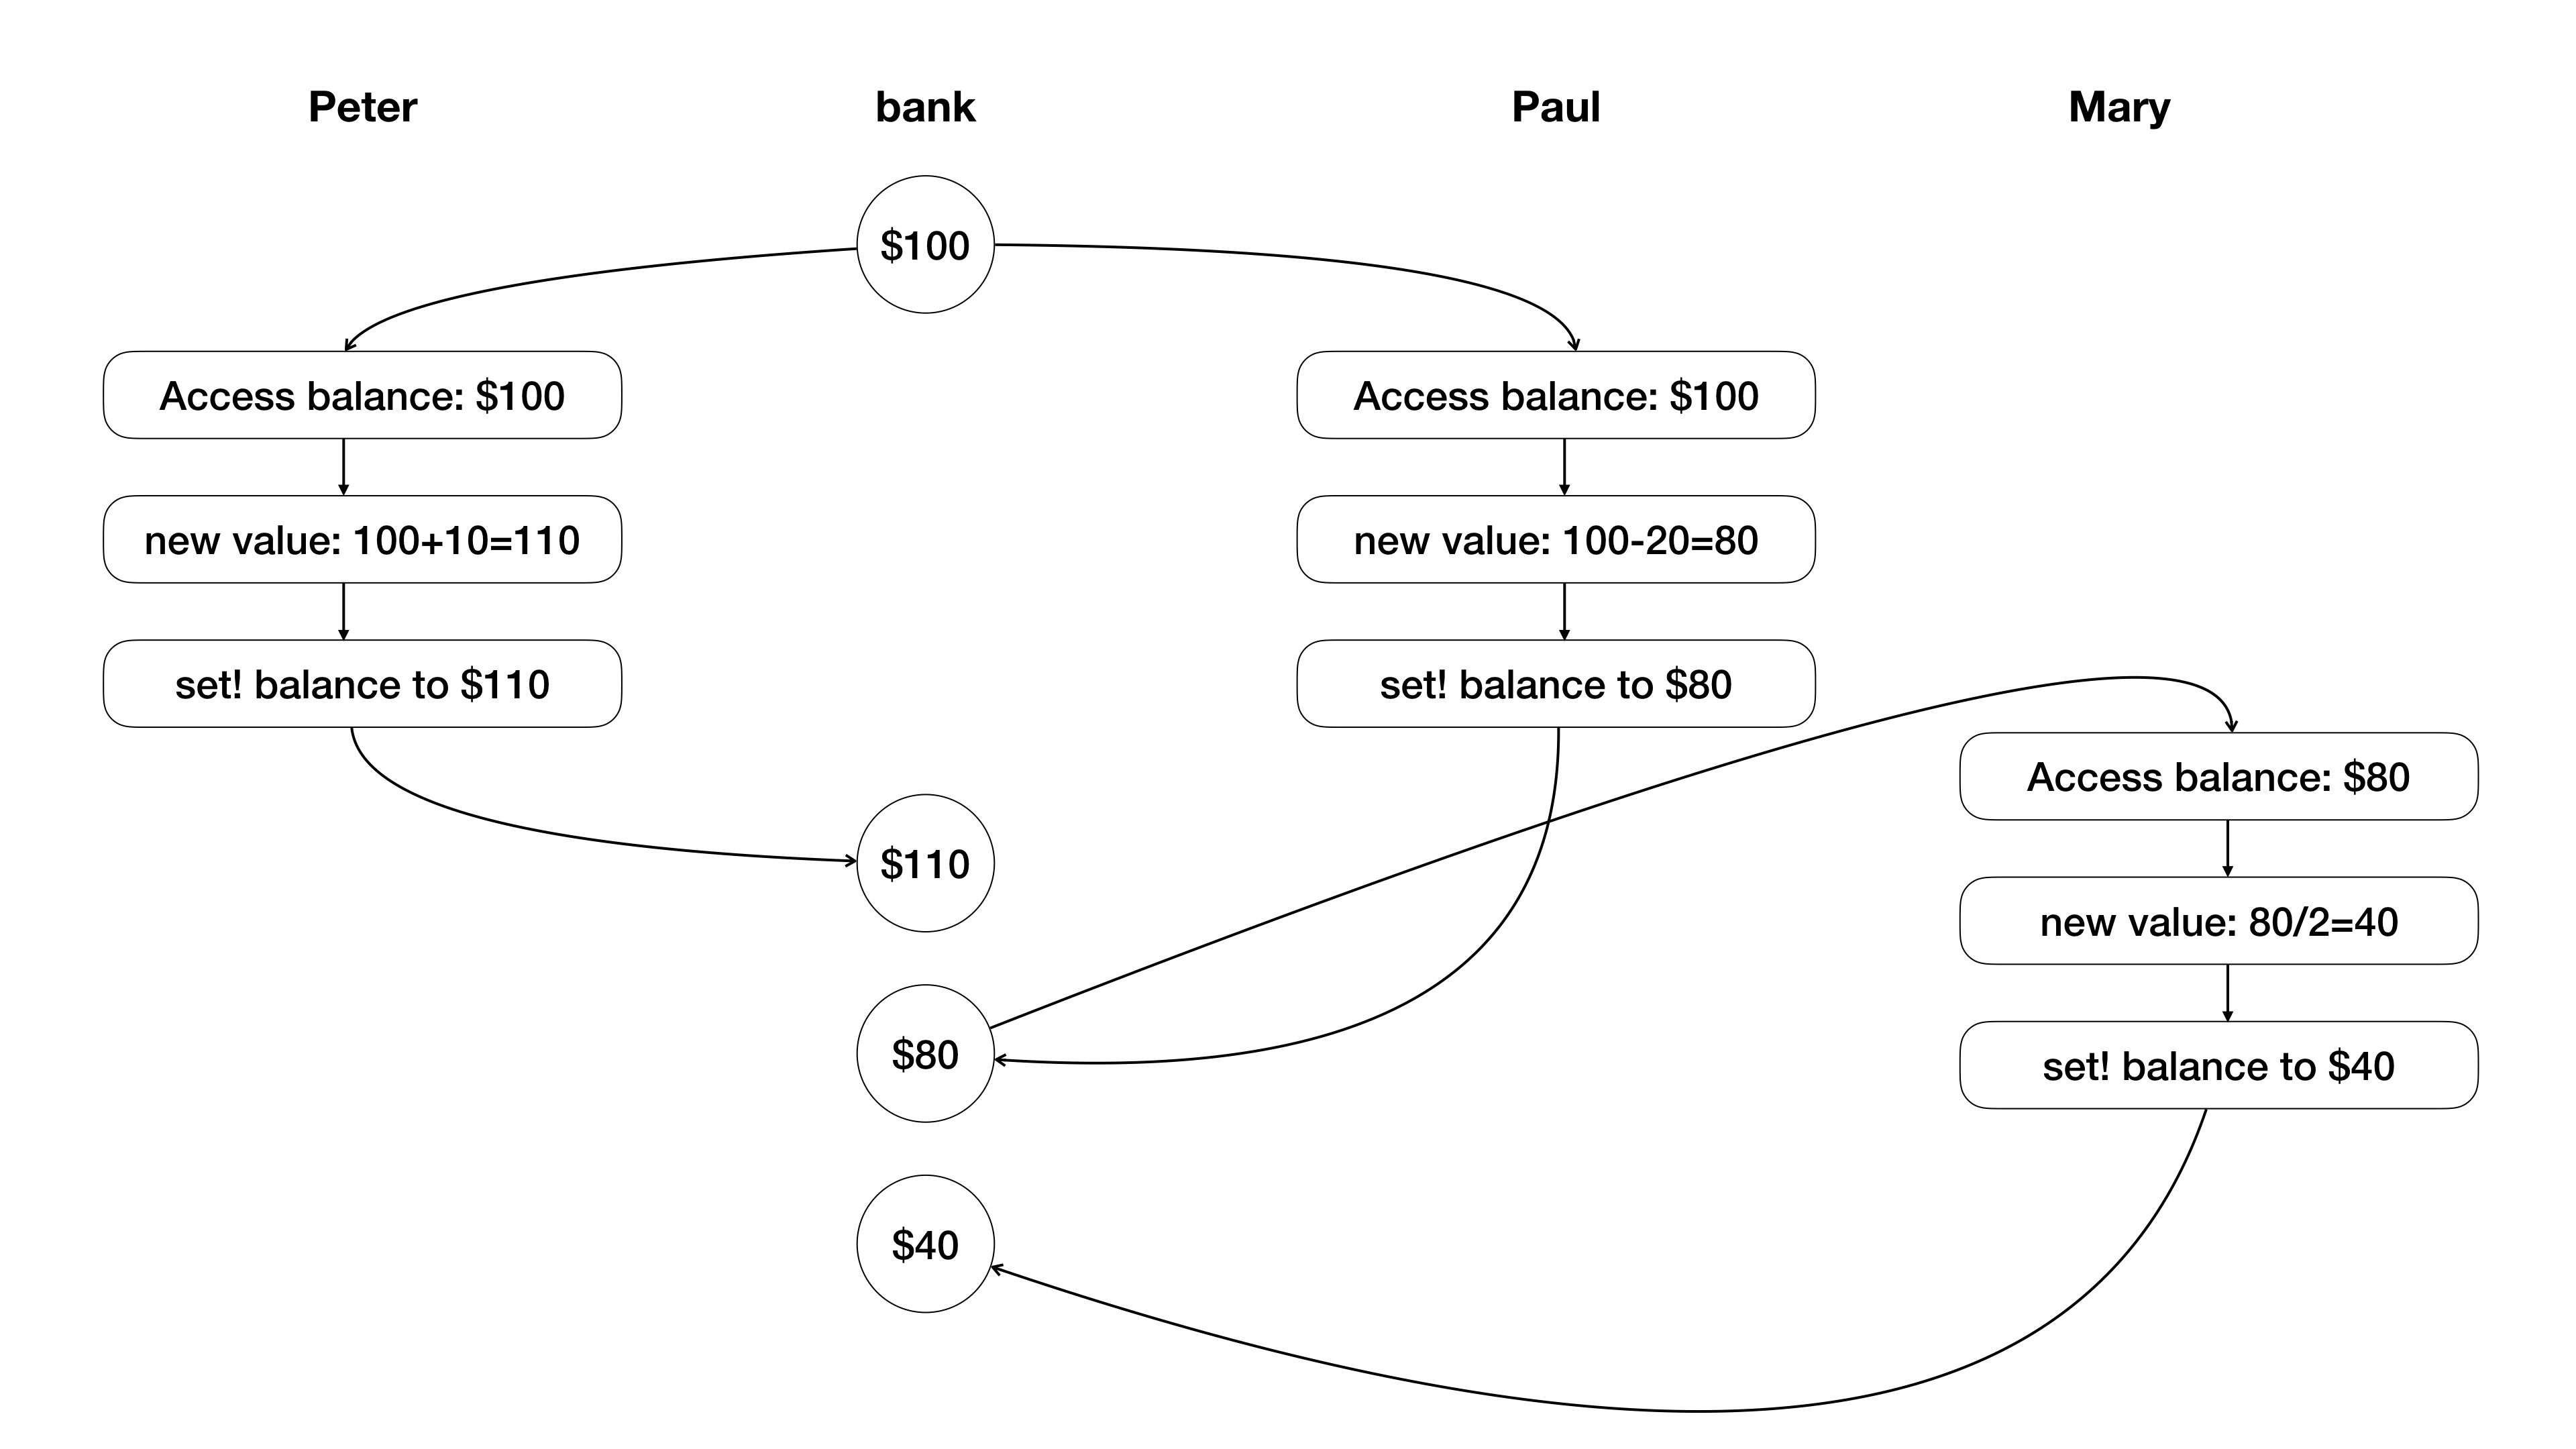 Peter
bank
Paul
Mary
$100
Access balance: $100
Access balance: $100
new value: 100+10=110
new value: 100-20=80
set! balance to $110
set! balance to $80
Access balance: $80
$110
new value: 80/2=40
$80
set! balance to $40
$40